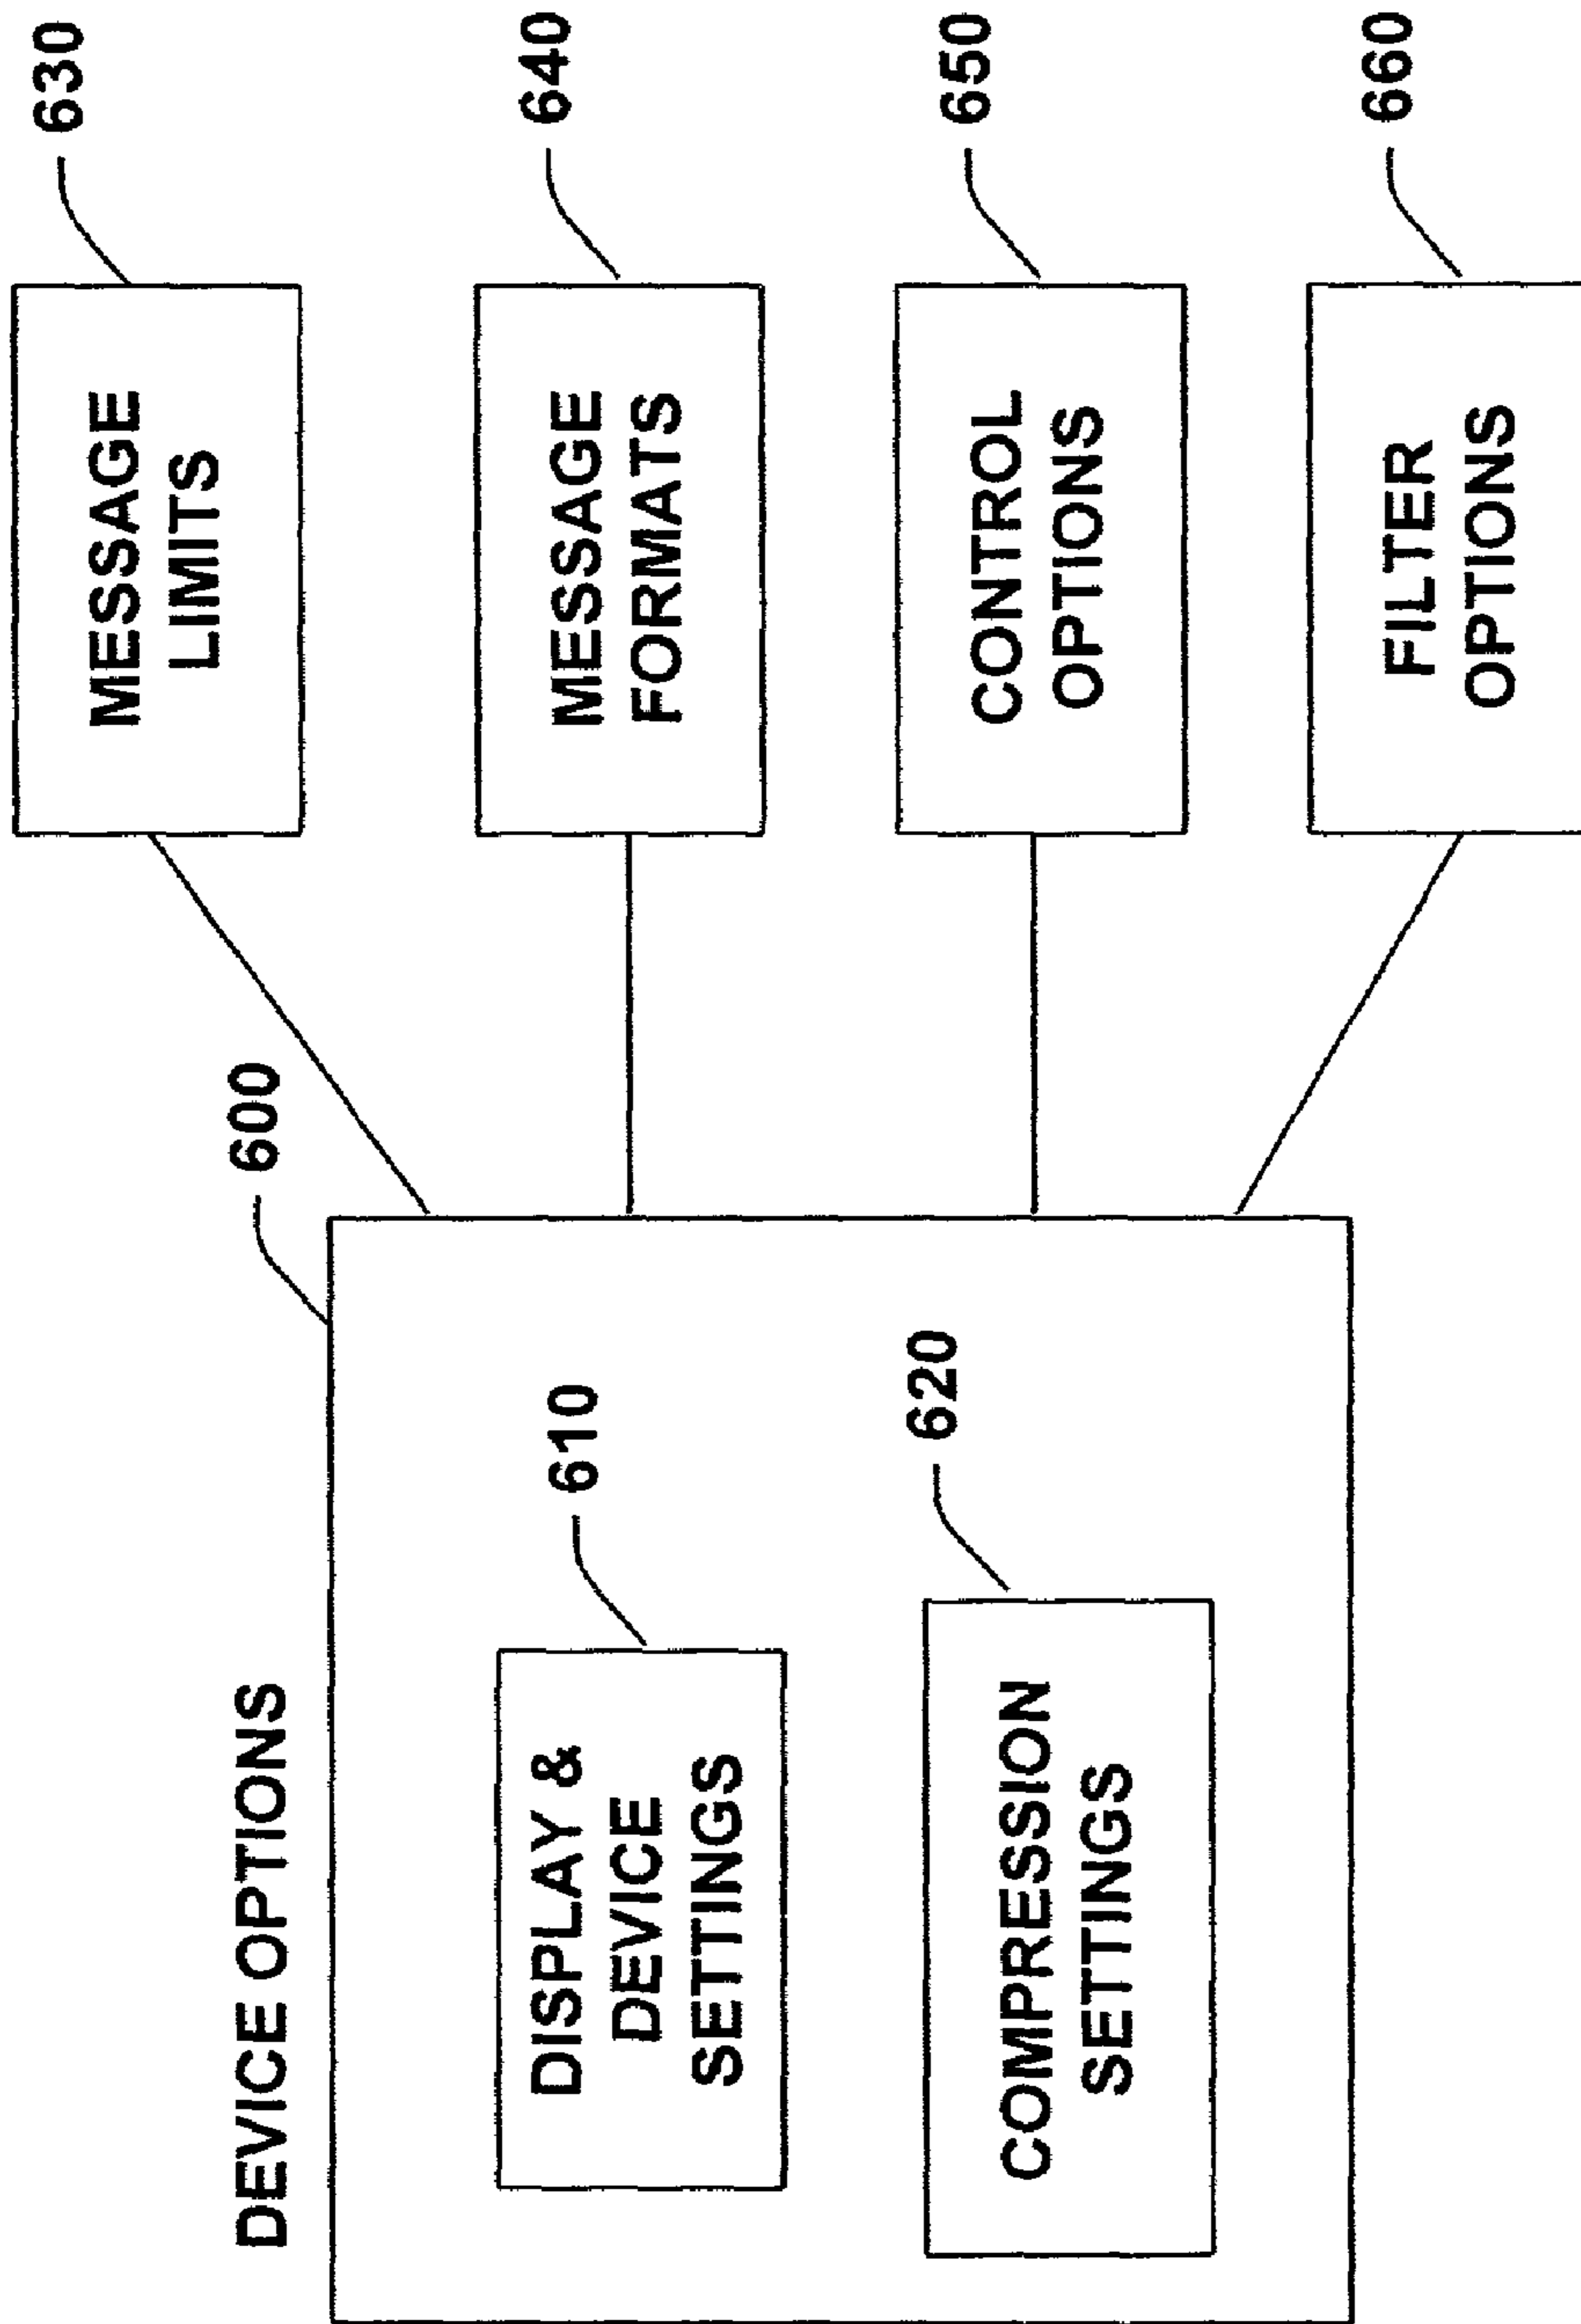 DEVICE OPTIONS
600
DISPLAY &
DEVICE
SETTINGS
610
COMPRESSION
SETTINGS
620
MESSAGE
LIMITS
630
MESSAGE
FORMATS
640
CONTROL
OPTIONS
650
FILTER
OPTIONS
660